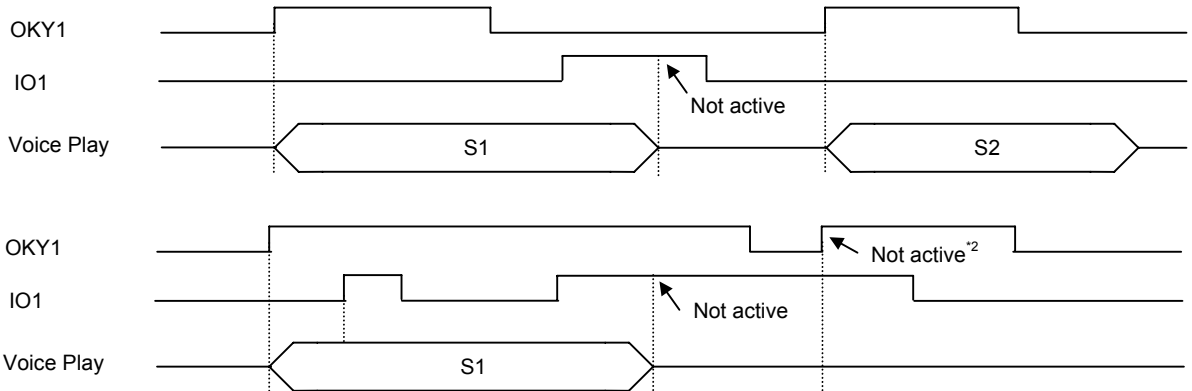 OKY1
IO1
Not active
Voice Play S1 S2
OKY1
Not active*2
IO1
Not active
Voice Play S1